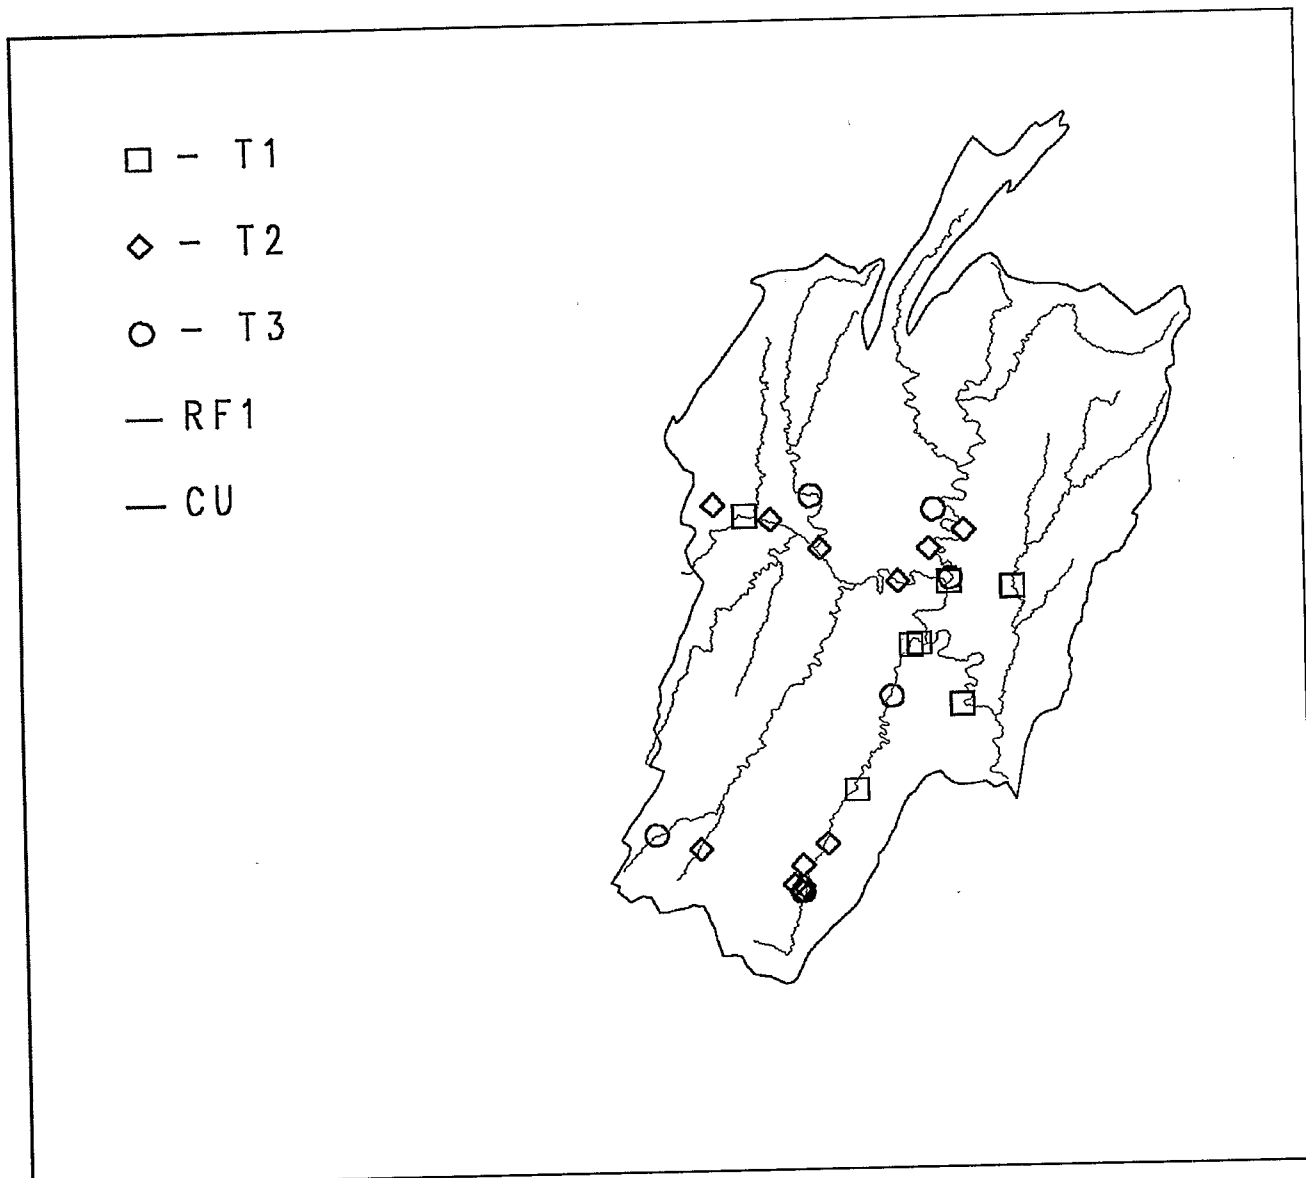 □ - T1
◇ - T2
○ - T3
— RF1
— CU